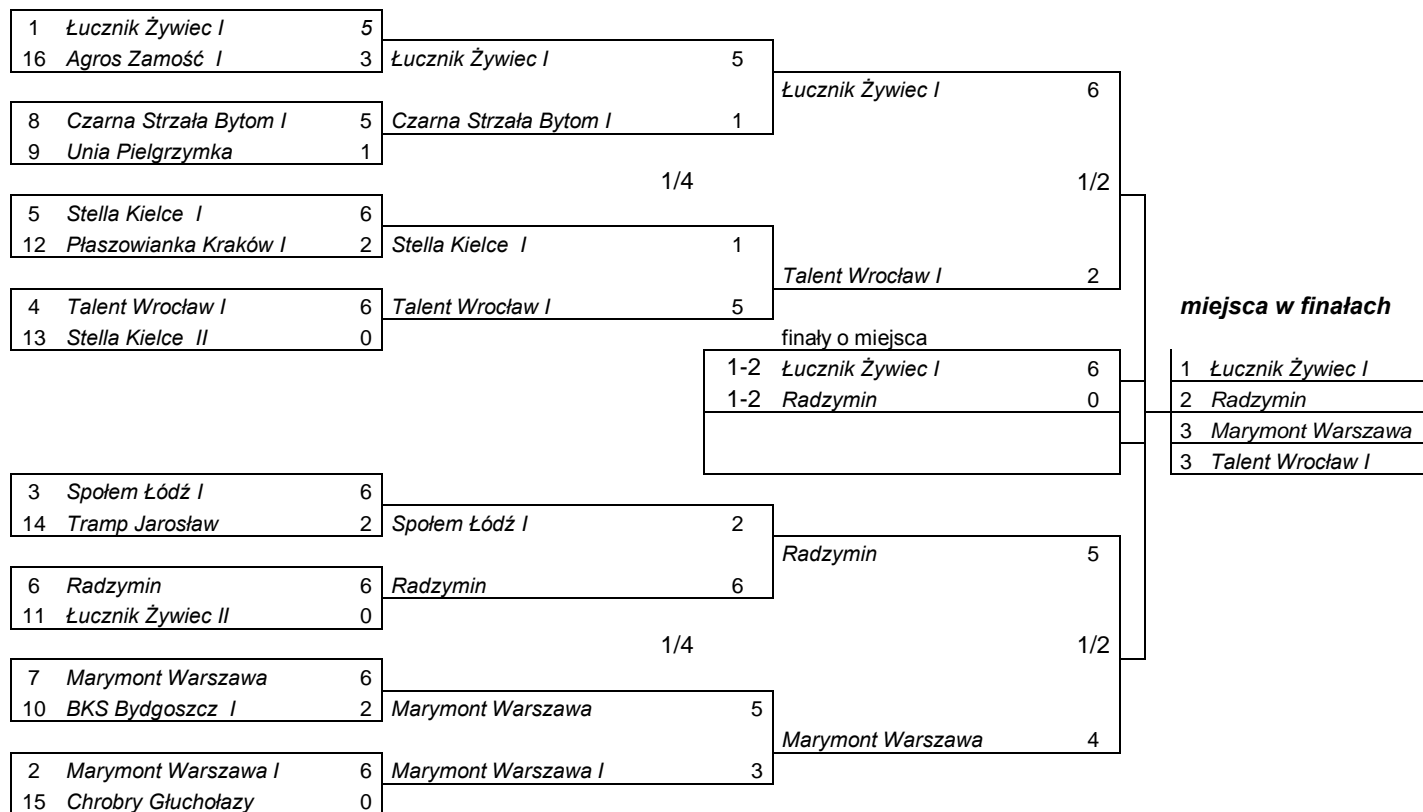 1 Łucznik Żywiec I 5
16 Agros Zamość I 3
Łucznik Żywiec I 5
Łucznik Żywiec I 6
8 Czarna Strzała Bytom I 5
Czarna Strzała Bytom I 1
9 Unia Pielgrzymka 1
1/4 1/2
5 Stella Kielce I 6
12 Płaszowianka Kraków I 2
Stella Kielce I 1
Talent Wrocław I 2
4 Talent Wrocław I 6
Talent Wrocław I 5
miejsca w finałach
13 Stella Kielce II 0
finały o miejsca
1-2 Łucznik Żywiec I 6
1 Łucznik Żywiec I
1-2 Radzymin 0
2 Radzymin
3 Marymont Warszawa
3 Talent Wrocław I
3 Społem Łódź I 6
14 Tramp Jarosław 2
Społem Łódź I 2
Radzymin 5
6 Radzymin 6
Radzymin 6
11 Łucznik Żywiec II 0
1/4 1/2
7 Marymont Warszawa 6
10 BKS Bydgoszcz I 2
Marymont Warszawa 5
Marymont Warszawa 4
2 Marymont Warszawa I 6
Marymont Warszawa I 3
15 Chrobry Głuchołazy 0